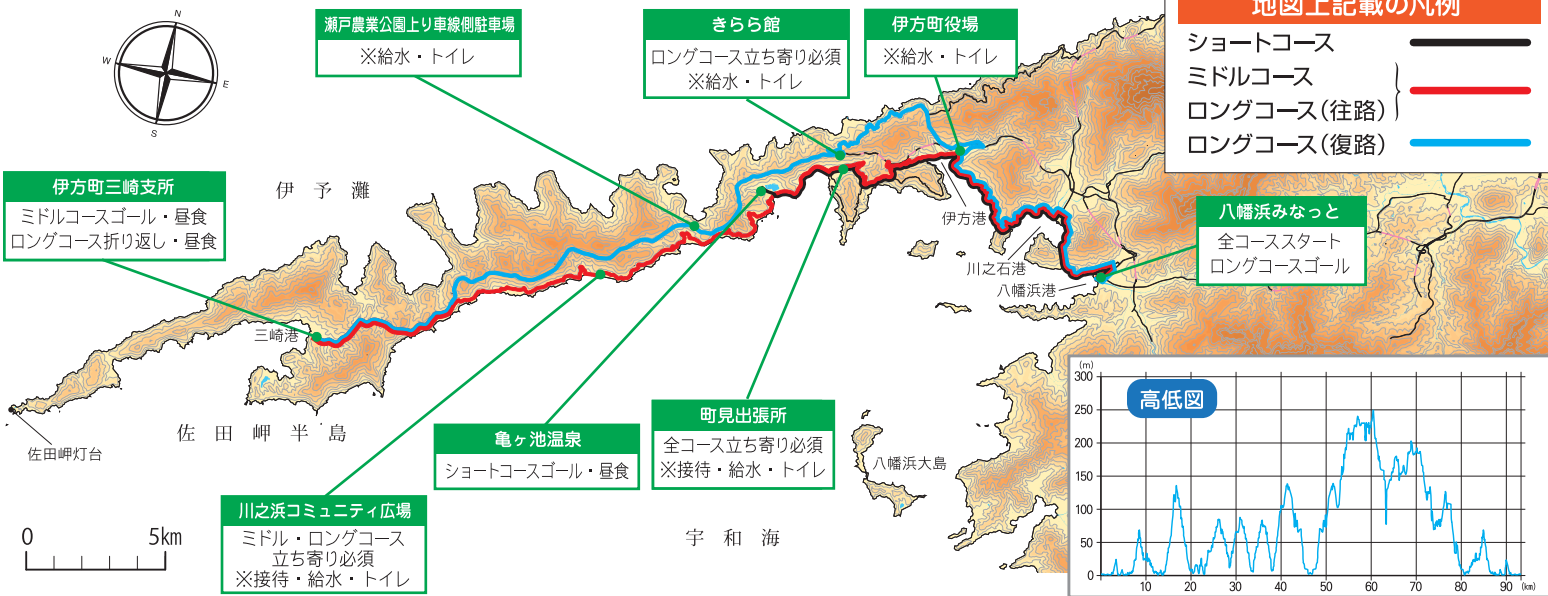 地図上記載の凡例
ショートコース
ミドルコース
ロングコース(往路)
ロングコース(復路)
N
W
E
S
瀬戸農業公園上り車線側駐車場
※給水・トイレ
きらら館
ロングコース立ち寄り必須
※給水・トイレ
伊方町役場
※給水・トイレ
伊方町三崎支所
ミドルコースゴール・昼食
ロングコース折り返し・昼食
伊予灘
八幡浜みなっと
全コーススタート
ロングコースゴール
伊方港
川之石港
八幡浜港
三崎港
佐田岬灯台
佐田岬半島
亀ヶ池温泉
ショートコースゴール・昼食
町見出張所
全コース立ち寄り必須
※接待・給水・トイレ
八幡浜大島
川之浜コミュニティ広場
ミドル・ロングコース
立ち寄り必須
※接待・給水・トイレ
宇和海
0 5km
高低図
(m)
300
250
200
150
100
50
0
0 10 20 30 40 50 60 70 80 90 (km)